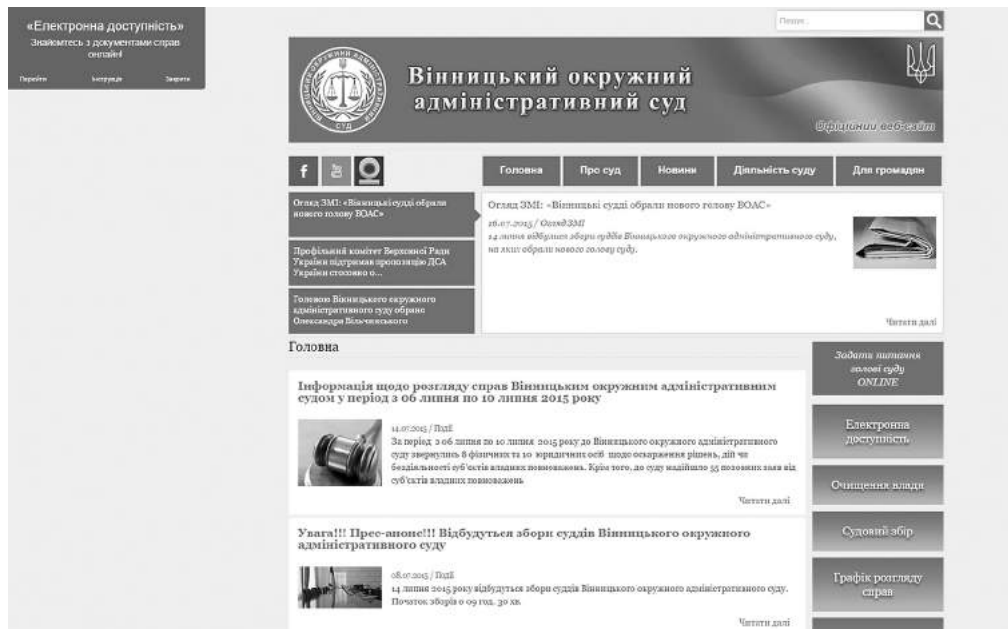 «Електронна доступність»
Знайомтесь з документами справ
онлайн!
Перейти Інструкція Закрити
Пошук...
Вінницький окружний
адміністративний суд
Офіційний веб-сайт
СУД
f
Головна Про суд Новини Діяльність суду Для громадян
Огляд ЗМІ: «Вінницькі судді обрали
нового голову ВОАС»
Профільний комітет Верховної Ради
України підтримав пропозицію ДСА
України стосовно о...
Головою Вінницького окружного
адміністративного суду обрано
Олександра Вільчинського
Огляд ЗМІ: «Вінницькі судді обрали нового голову ВОАС»
16.07.2015 / Огляд ЗМІ
14 липня відбулися збори суддів Вінницького окружного адміністративного суду,
на яких обрали нового голову суду.
Читати далі
Головна
Інформація щодо розгляду справ Вінницьким окружним адміністративним
судом у період з 06 липня по 10 липня 2015 року
14.07.2015 / Події
За період з 06 липня по 10 липня 2015 року до Вінницького окружного адміністративного
суду звернулись 8 фізичних та 10 юридичних осіб щодо оскарження рішень, дій чи
бездіяльності суб'єктів владних повноважень. Крім того, до суду надійшло 55 позовних заяв від
суб'єктів владних повноважень
Читати далі
Увага!!! Прес-анонс!!! Відбудуться збори суддів Вінницького окружного
адміністративного суду
08.07.2015 / Події
14 липня 2015 року відбудуться збори суддів Вінницького окружного адміністративного суду.
Початок зборів о 09 год. 30 хв.
Читати далі
Задати питання
голові суду
ONLINE
Електронна
доступність
Очищення влади
Судовий збір
Графік розгляду
справ